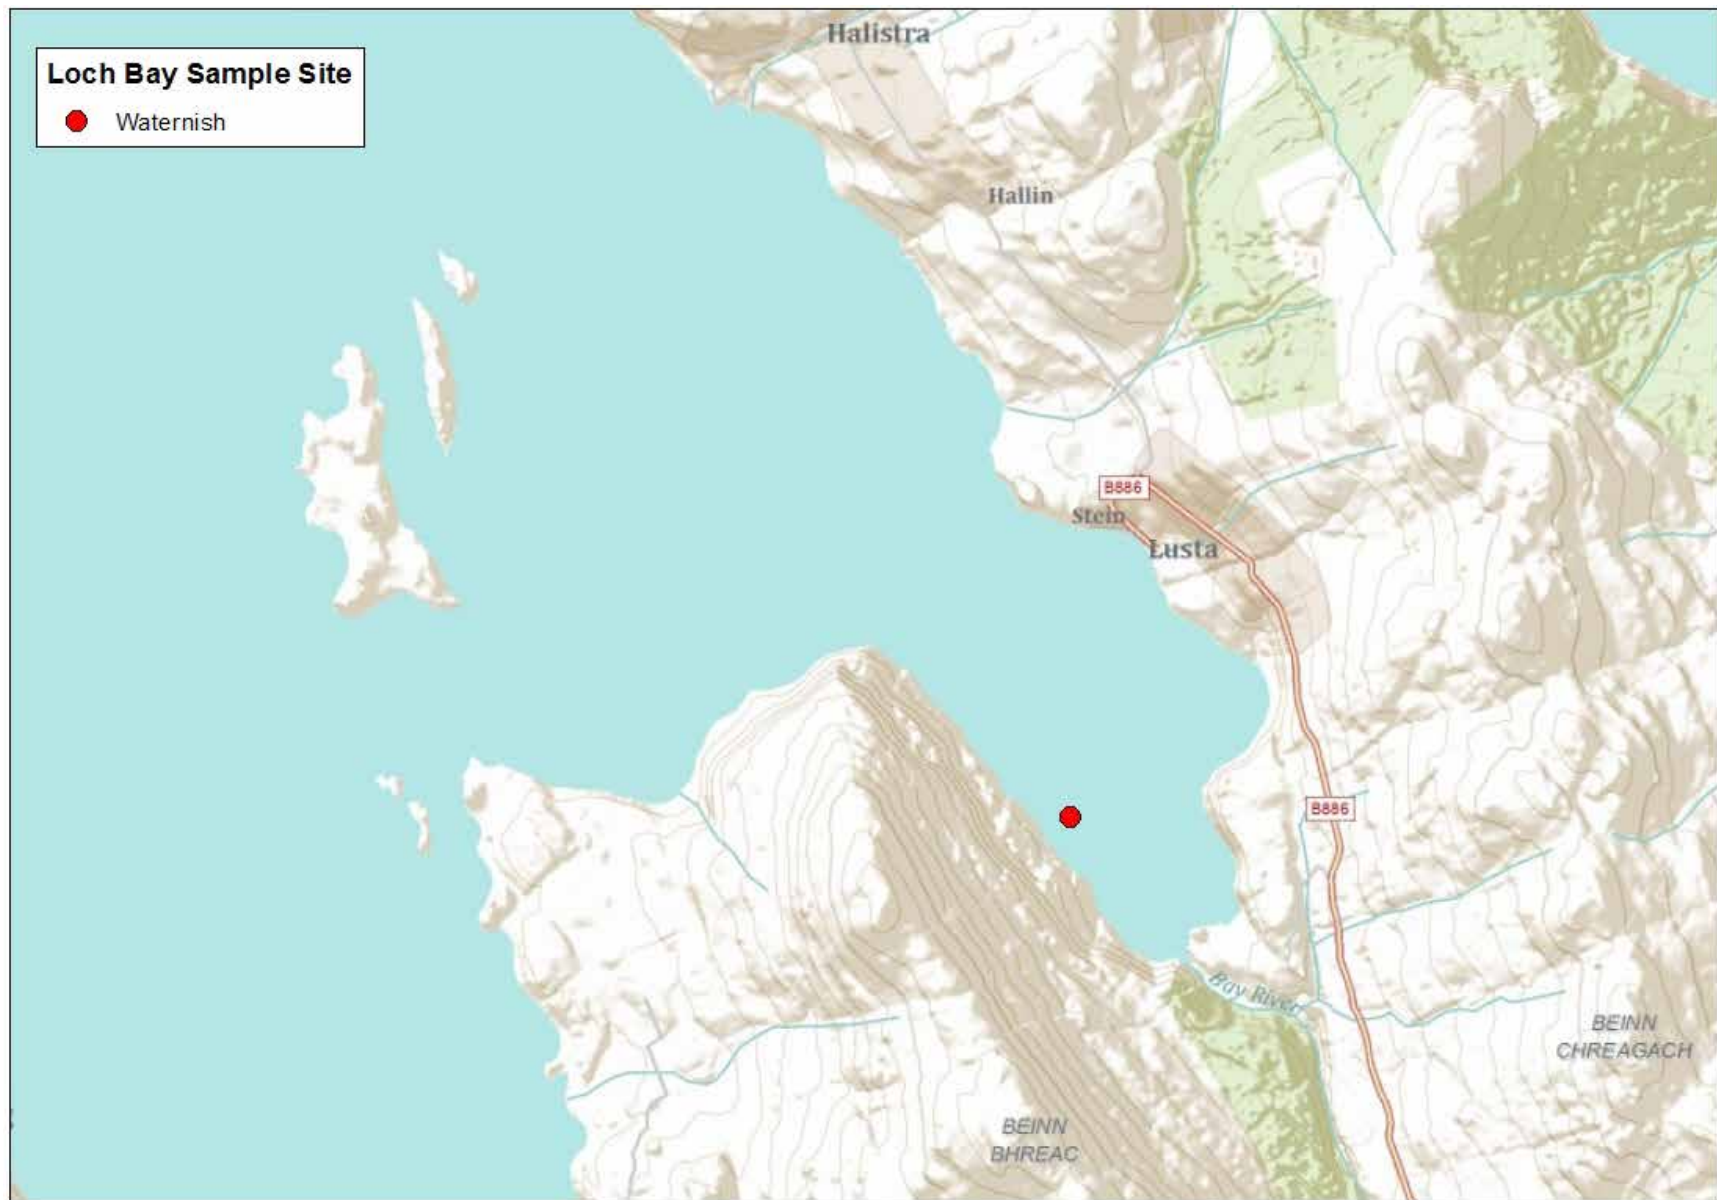 Halistra
Loch Bay Sample Site
Waternish
Hallin
B886
Stein
Lusta
B886
Bay River
BEINN
CHREAGACH
BEINN
BHREAC